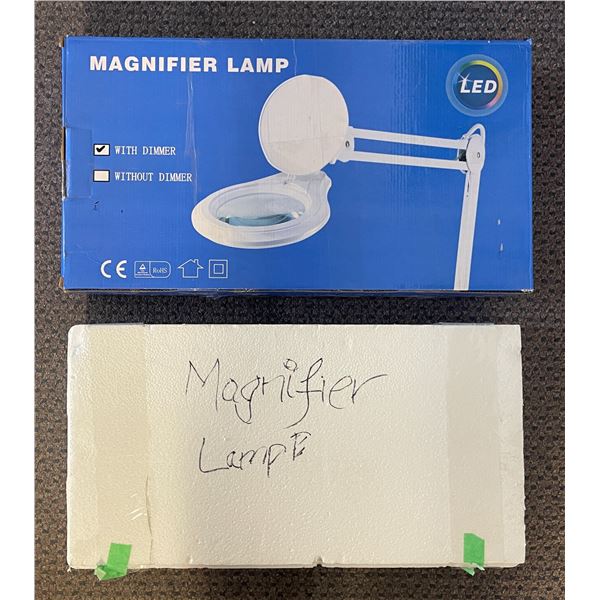 MAGNIFIER LAMP
LED
WITH DIMMER
WITHOUT DIMMER
CE
RoHS
Magnifier
Lamp